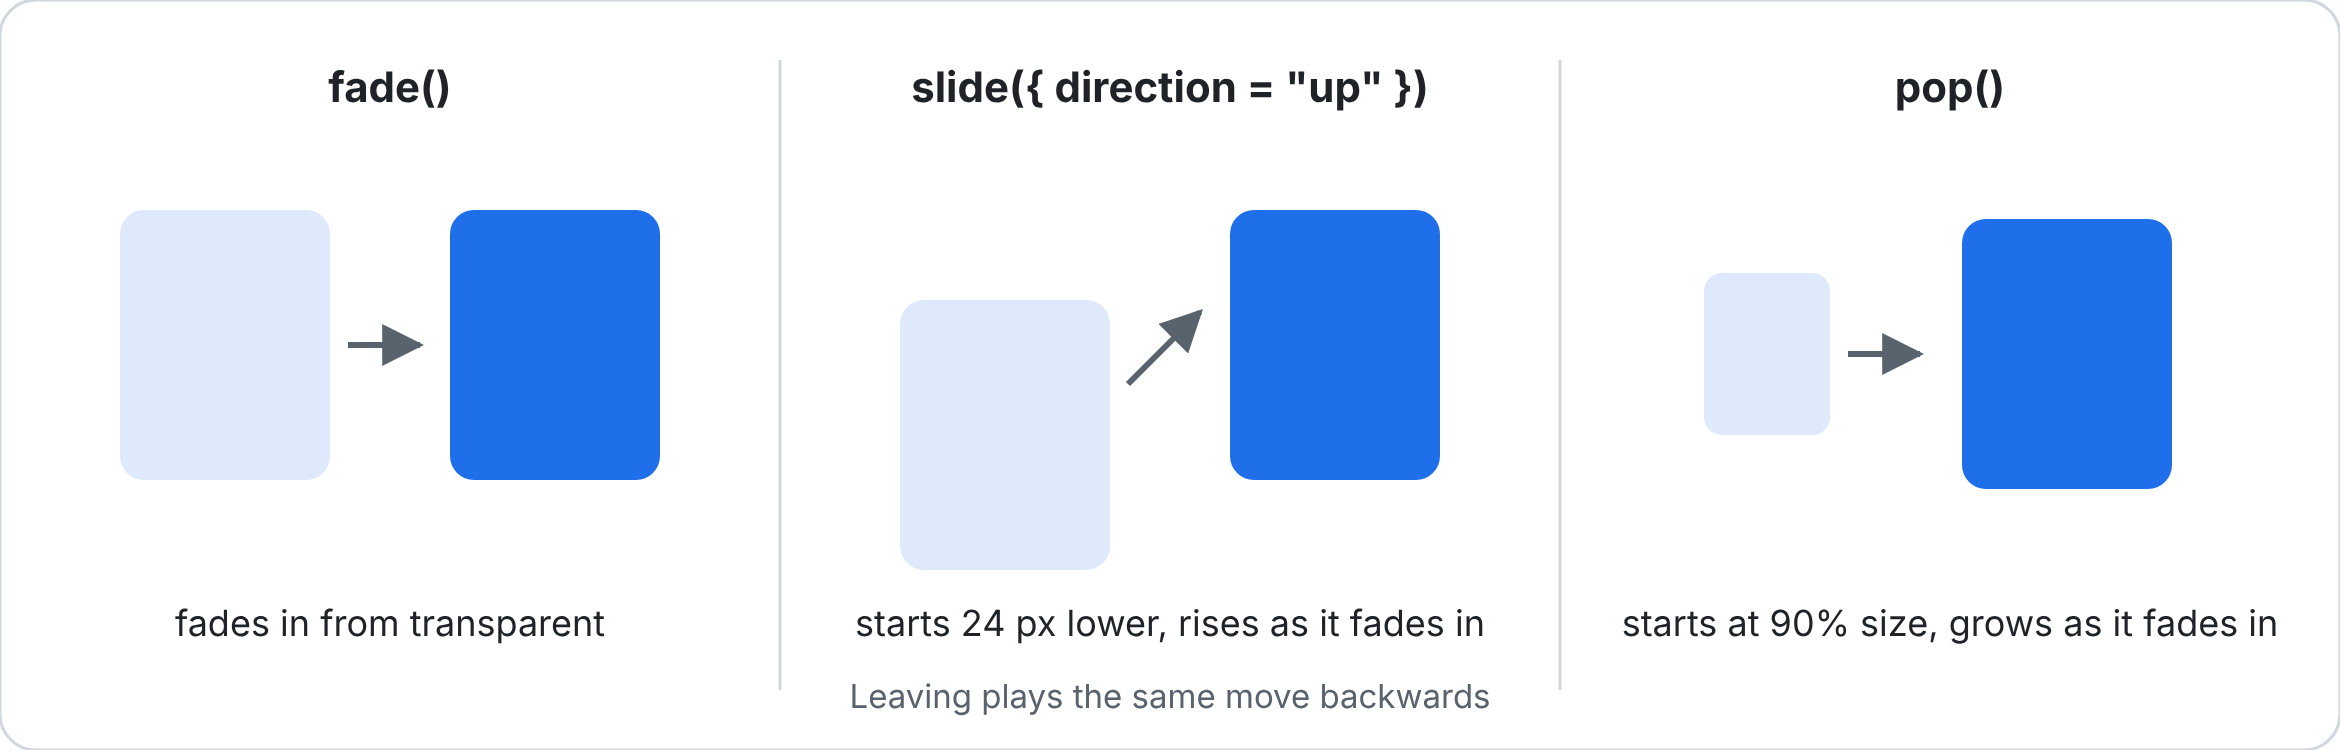 fade()
slide({ direction = "up" })
pop()
fades in from transparent
starts 24 px lower, rises as it fades in
starts at 90% size, grows as it fades in
Leaving plays the same move backwards